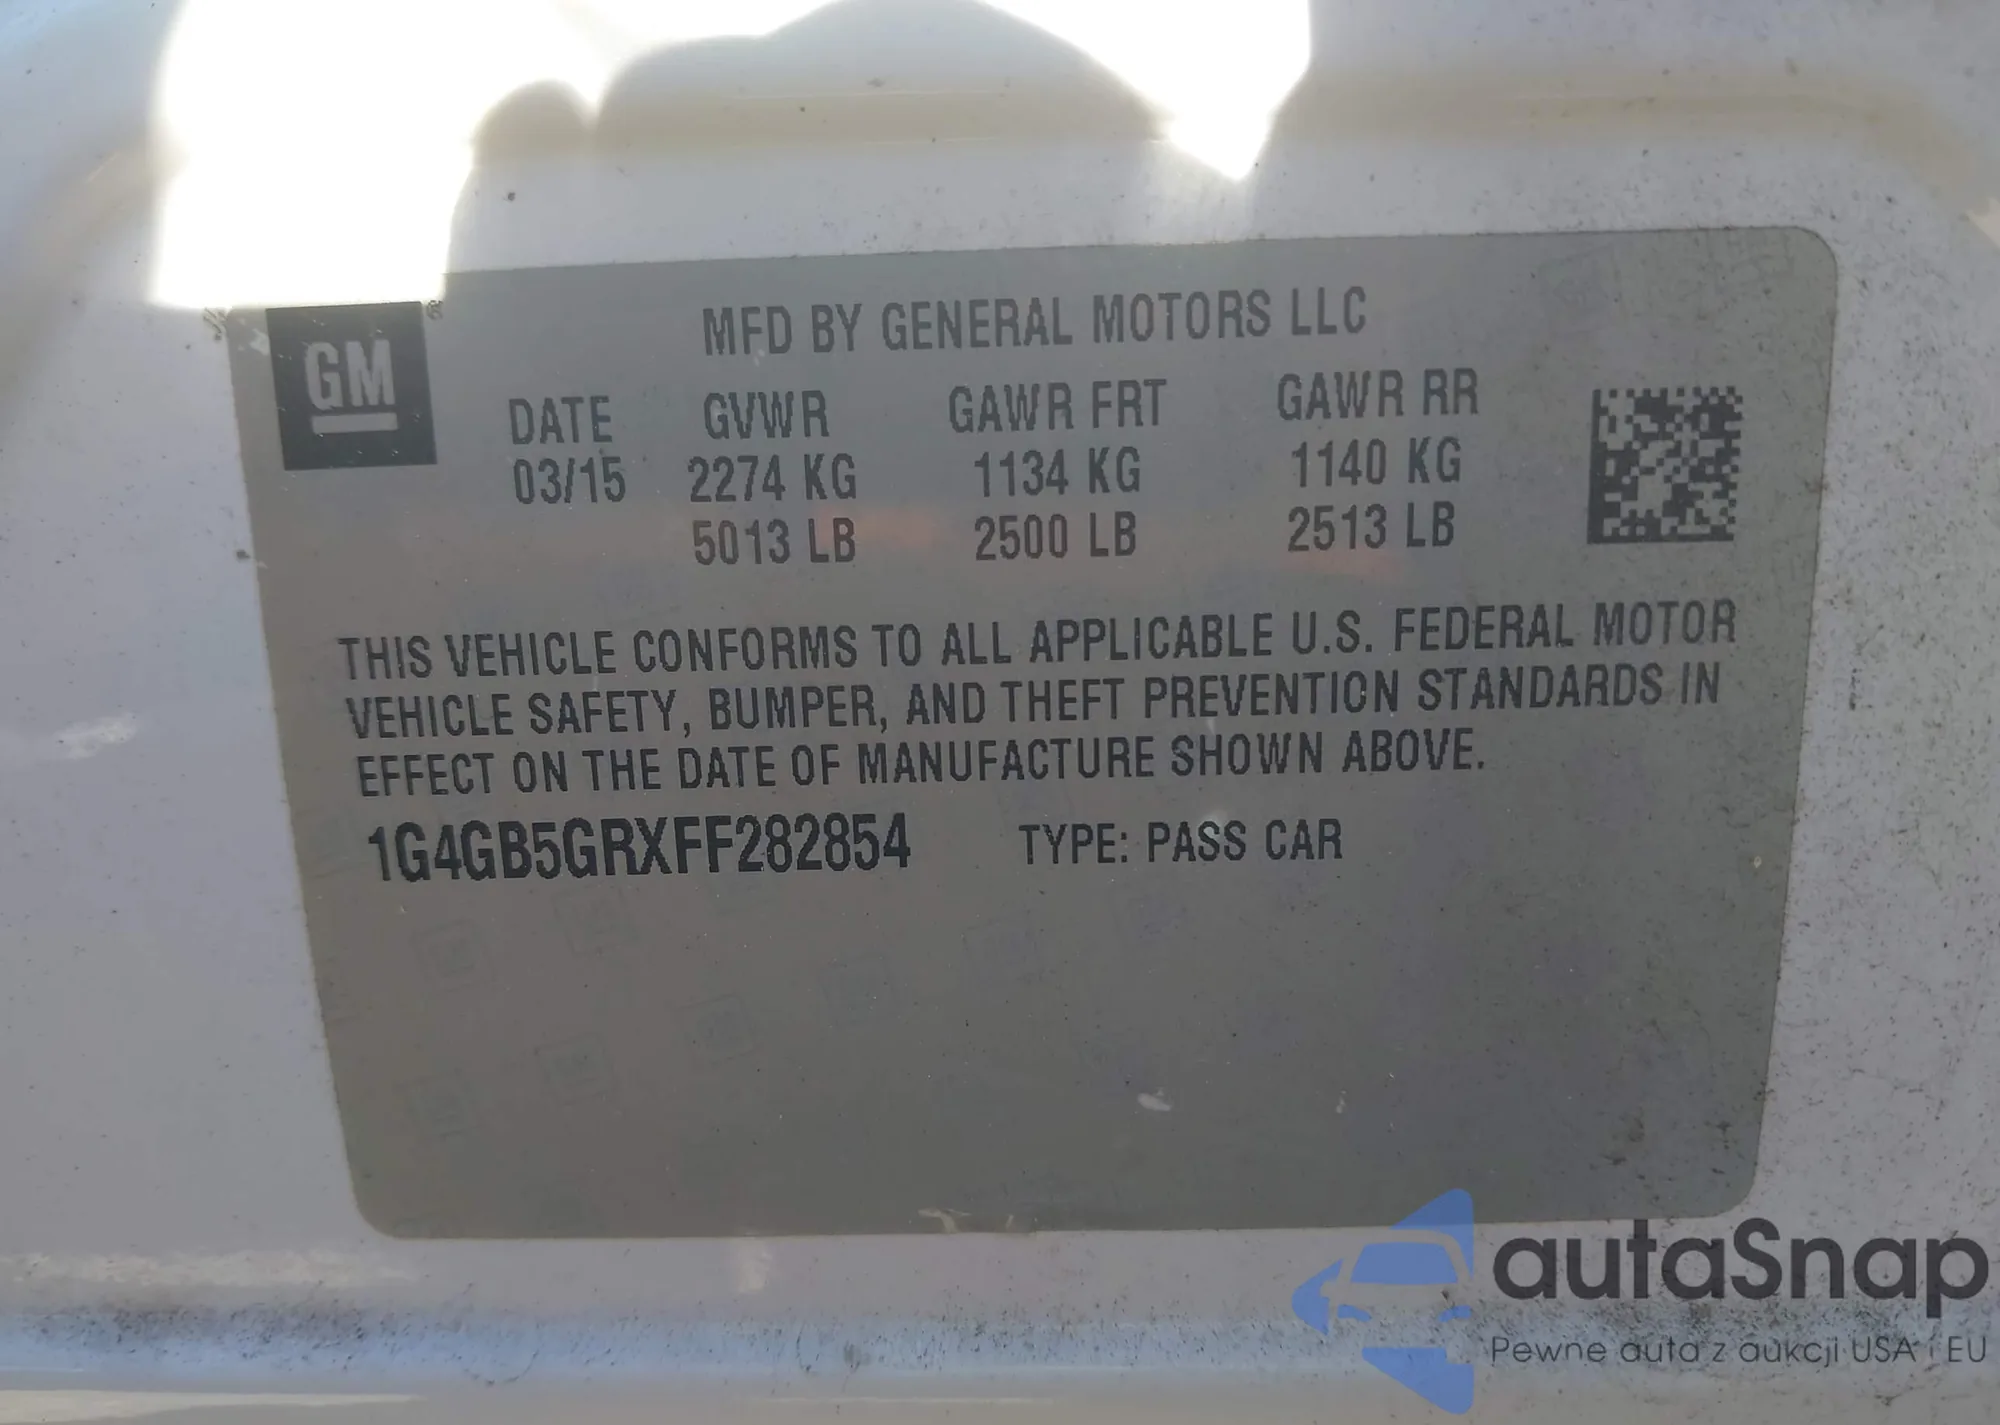 GM
MFD BY GENERAL MOTORS LLC
DATE GVWR GAWR FRT GAWR RR
03/15 2274 KG 1134 KG 1140 KG
5013 LB 2500 LB 2513 LB
THIS VEHICLE CONFORMS TO ALL APPLICABLE U.S. FEDERAL MOTOR
VEHICLE SAFETY, BUMPER, AND THEFT PREVENTION STANDARDS IN
EFFECT ON THE DATE OF MANUFACTURE SHOWN ABOVE.
1G4GB5GRXFF282854 TYPE: PASS CAR
autaSnap
Pewne auta z aukcji USA i EU